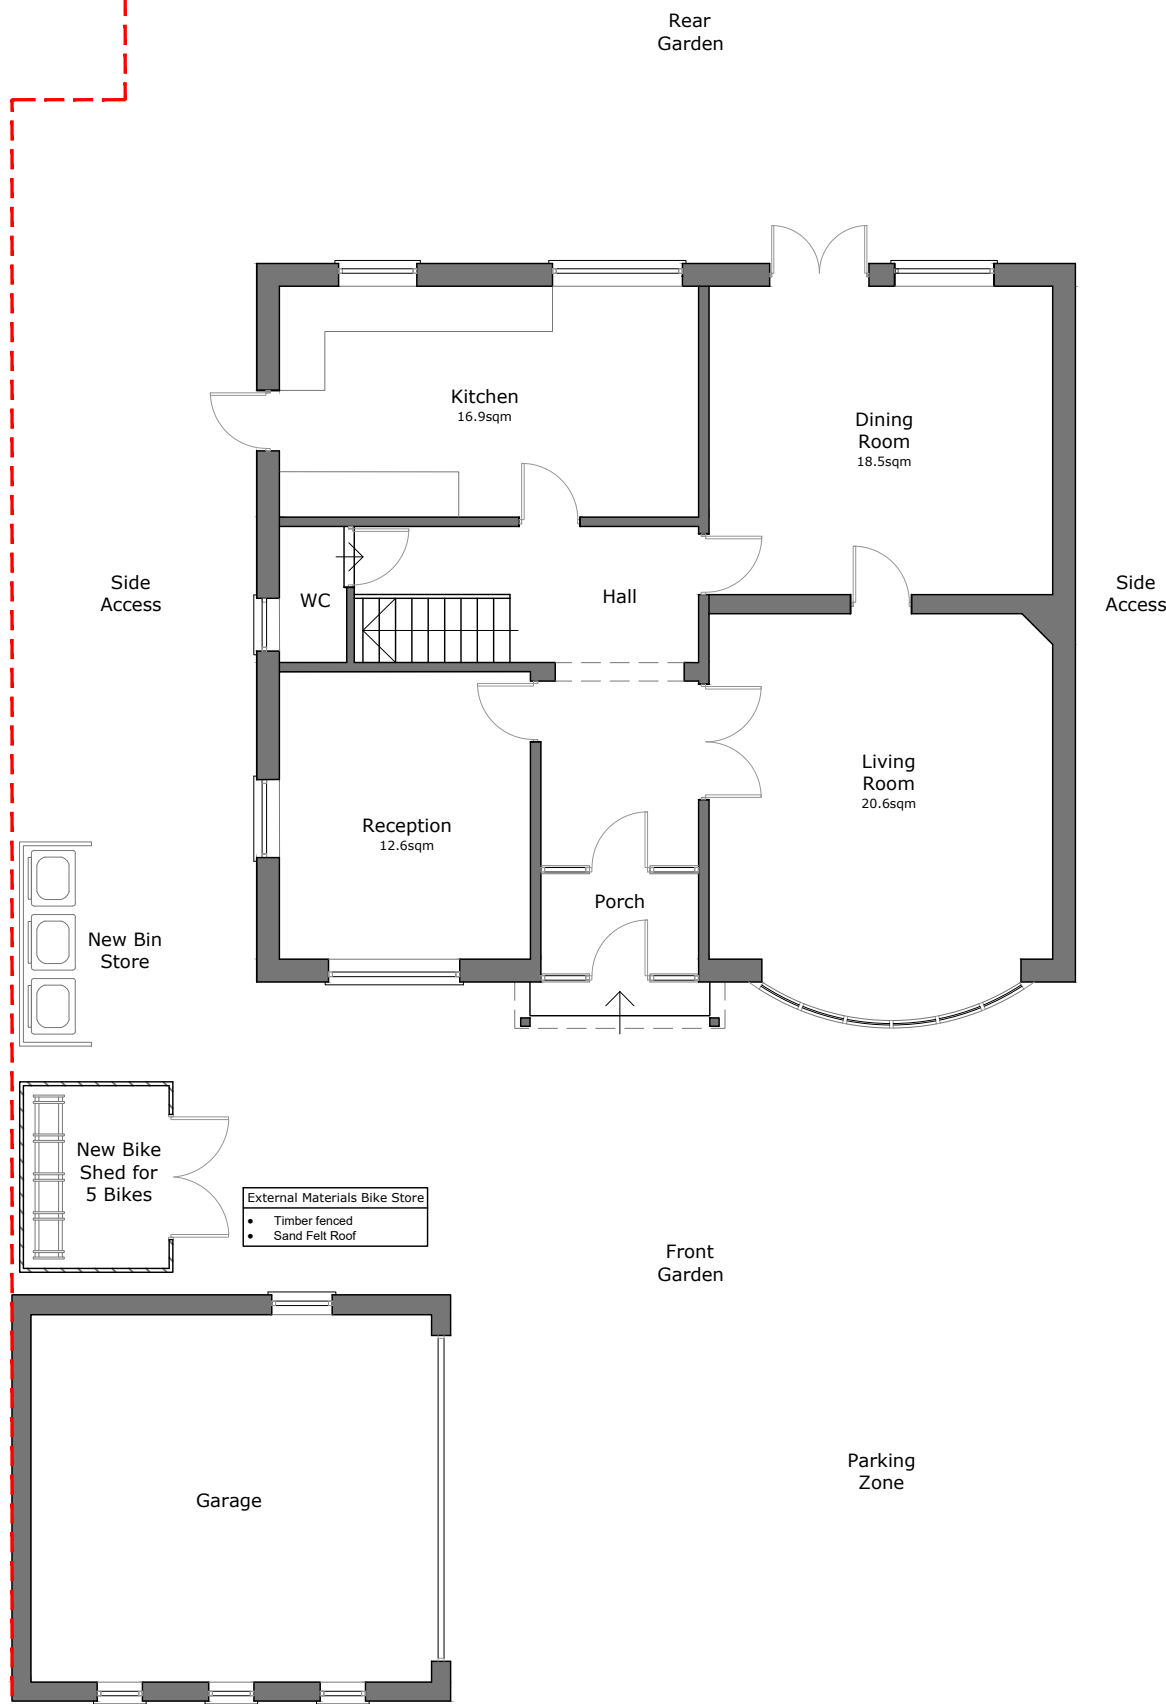 Rear
Garden
Kitchen
16.9sqm
Dining
Room
18.5sqm
Side
Access
WC
Hall
Side
Access
Living
Room
20.6sqm
Reception
12.6sqm
Porch
New Bin
Store
New Bike
Shed for
5 Bikes
External Materials Bike Store
• Timber fenced
• Sand Felt Roof
Front
Garden
Parking
Zone
Garage